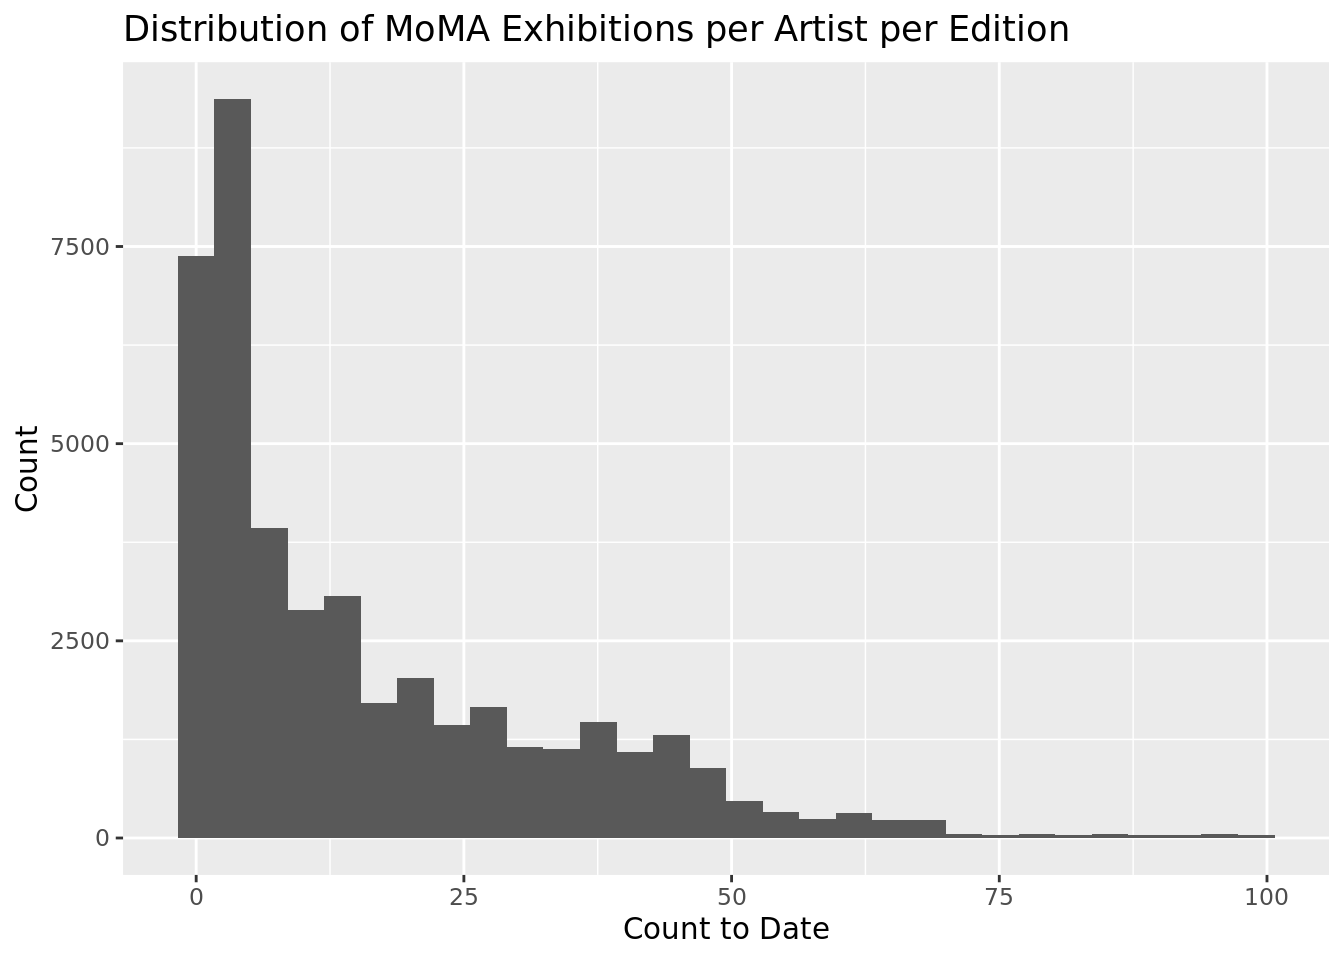 Distribution of MoMA Exhibitions per Artist per Edition
7500
5000
2500
0
Count
0 25 50 75 100
Count to Date